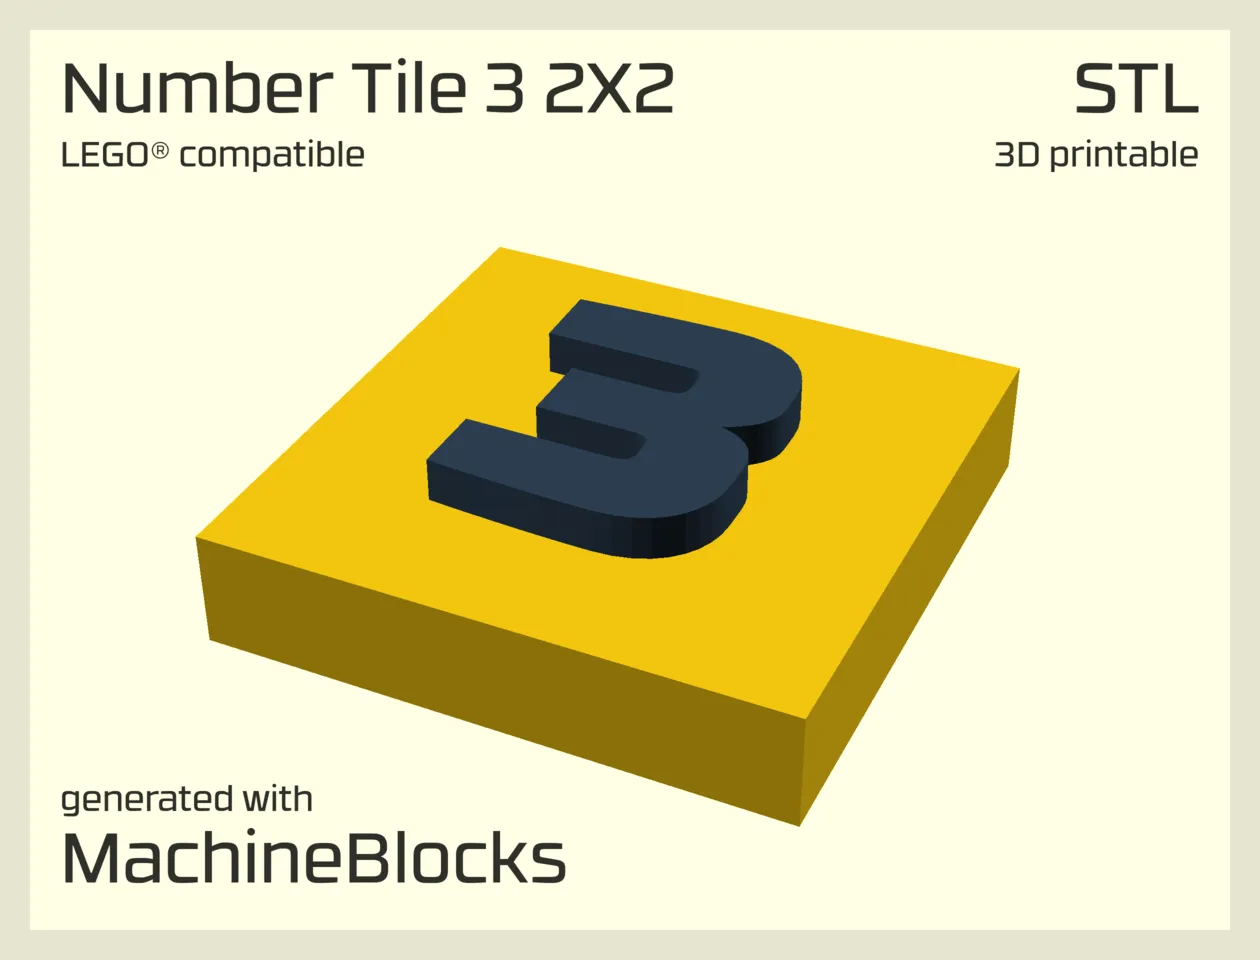 Number Tile 3 2X2
STL
LEGO® compatible
3D printable
3
generated with
MachineBlocks